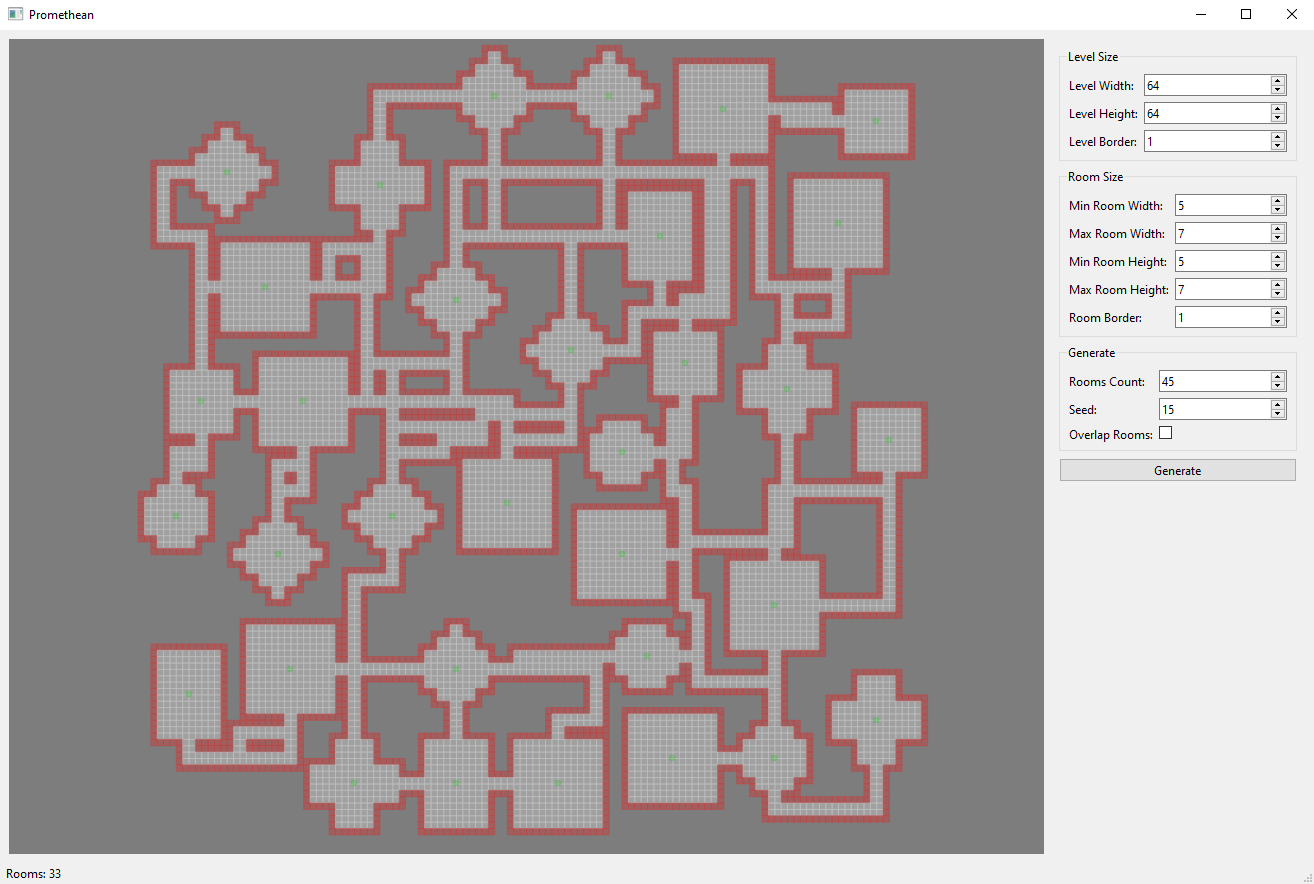 Promethean
Level Size
Level Width: 64
Level Height: 64
Level Border: 1
Room Size
Min Room Width: 5
Max Room Width: 7
Min Room Height: 5
Max Room Height: 7
Room Border: 1
Generate
Rooms Count: 45
Seed: 15
Overlap Rooms:
Generate
Rooms: 33